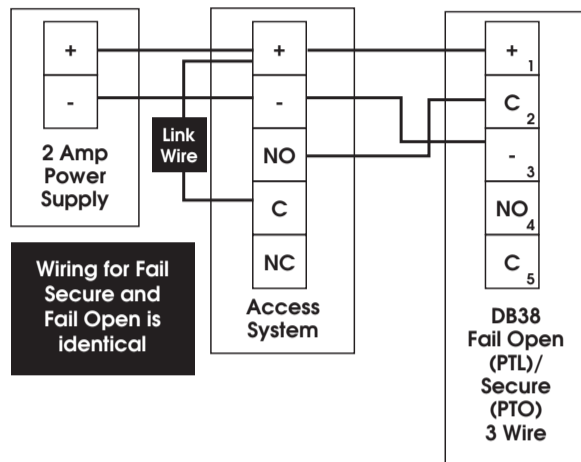 +
-
2 Amp
Power
Supply
Wiring for Fail
Secure and
Fail Open is
identical
Link
Wire
+
-
NO
C
NC
Access
System
+ 1
C 2
- 3
NO 4
C 5
DB38
Fail Open
(PTL)/
Secure
(PTO)
3 Wire